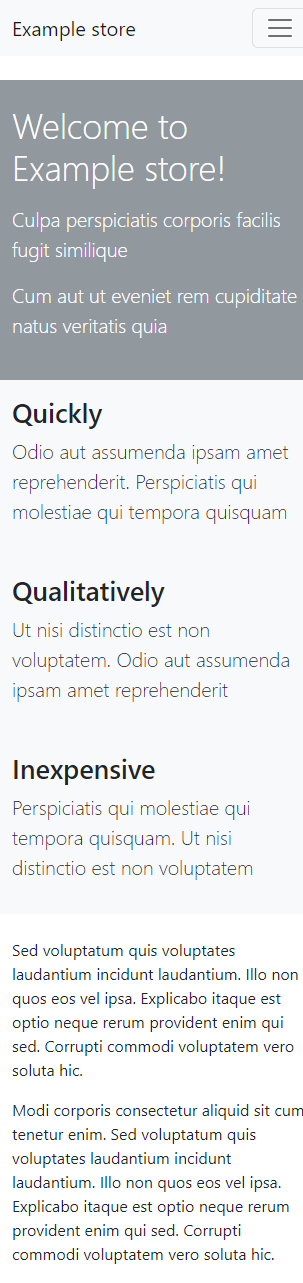 Example store
Welcome to
Example store!
Culpa perspiciatis corporis facilis
fugit similique
Cum aut ut eveniet rem cupiditate
natus veritatis quia
Quickly
Odio aut assumenda ipsam amet
reprehenderit. Perspiciatis qui
molestiae qui tempora quisquam
Qualitatively
Ut nisi distinctio est non
voluptatem. Odio aut assumenda
ipsam amet reprehenderit
Inexpensive
Perspiciatis qui molestiae qui
tempora quisquam. Ut nisi
distinctio est non voluptatem
Sed voluptatum quis voluptates
laudantium incidunt laudantium. Illo non
quos eos vel ipsa. Explicabo itaque est
optio neque rerum provident enim qui
sed. Corrupti commodi voluptatem vero
soluta hic.
Modi corporis consectetur aliquid sit cum
tenetur enim. Sed voluptatum quis
voluptates laudantium incidunt
laudantium. Illo non quos eos vel ipsa.
Explicabo itaque est optio neque rerum
provident enim qui sed. Corrupti
commodi voluptatem vero soluta hic.